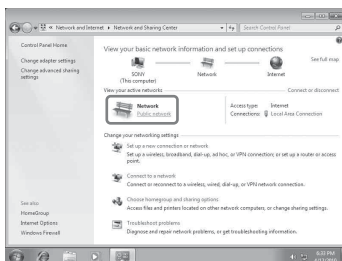 « Network and Internet ▸ Network and Sharing Center
Search Control Panel
Control Panel Home
Change adapter settings
Change advanced sharing
settings
View your basic network information and set up connections
See full map
SONY
(This computer)
Network
Internet
View your active networks
Connect or disconnect
Network
Public network
Access type: Internet
Connections: Local Area Connection
Change your networking settings
Set up a new connection or network
Set up a wireless, broadband, dial-up, ad hoc, or VPN connection; or set up a router or access
point.
Connect to a network
Connect or reconnect to a wireless, wired, dial-up, or VPN network connection.
Choose homegroup and sharing options
Access files and printers located on other network computers, or change sharing settings.
Troubleshoot problems
Diagnose and repair network problems, or get troubleshooting information.
See also
HomeGroup
Internet Options
Windows Firewall